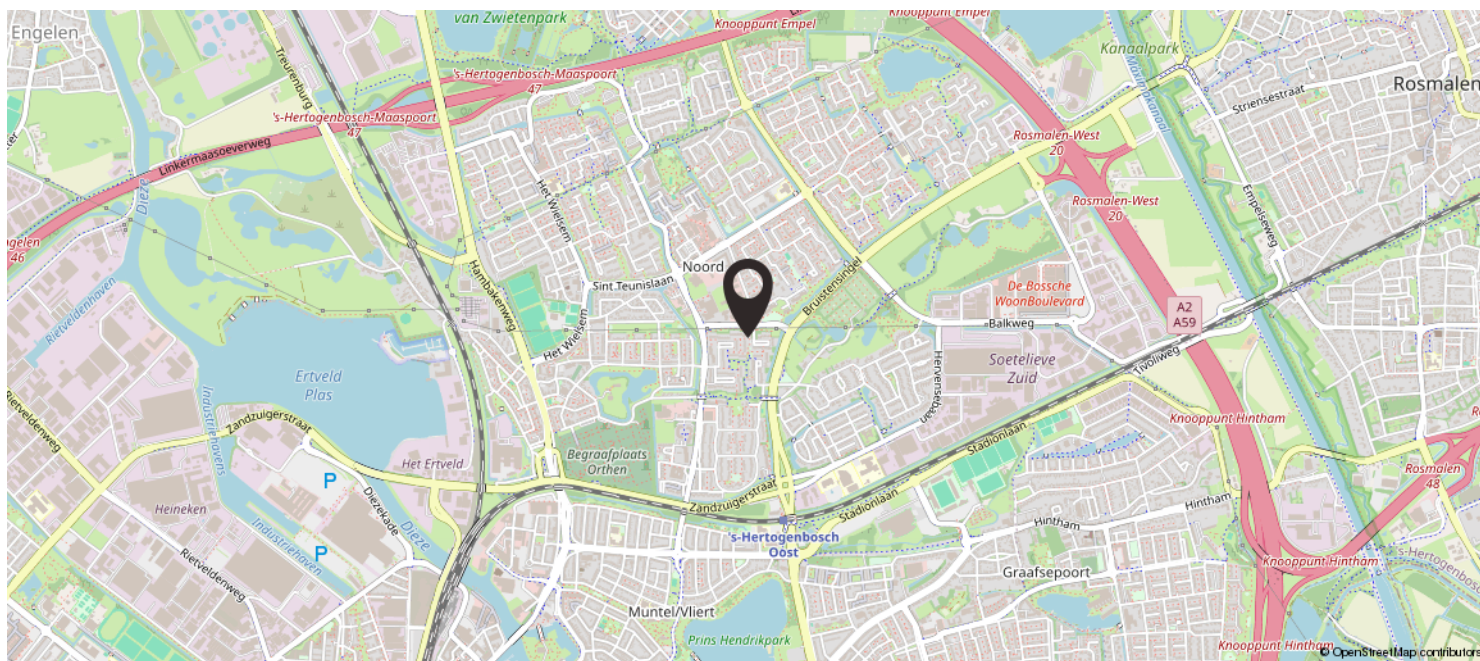 Engelen
van Zwietenpark
Knooppunt Empel
Knooppunt Empel
Kanaalpark
Rosmalen
Treurenburg
's-Hertogenbosch-Maaspoort
47
's-Hertogenbosch-Maaspoort
47
Maximakanaal
Striensestraat
Rosmalen-West
20
Linkermaasoeverweg
Dieze
Het Wielsem
Rosmalen-West
20
Empelseweg
Engelen
46
Hambakenweg
Noord
Sint Teunislaan
Bruistensingel
De Bossche
WoonBoulevard
A2
A59
Rietveldenhaven
Het Wielsem
Balkweg
Hervensebaan
Soetelieve
Zuid
Tivoliweg
Ertveld
Plas
Industriehavens
Rietveldenweg
Zandzuigerstraat
Knooppunt Hintham
Stadionlaan
Het Ertveld
Begraafplaats
Orthen
P
Rosmalen
48
Zandzuigerstraat
Stadionlaan
Hintham
Hintham
Heineken
Diezekade
Dieze
Industriehaven
P
Rietveldenweg
's-Hertogenbosch
Oost
Graafsepoort
Knooppunt Hintham
's-Hertogenbosch
Muntel/Vliert
Prins Hendrikpark
Knooppunt Hintham
© OpenStreetMap contributors